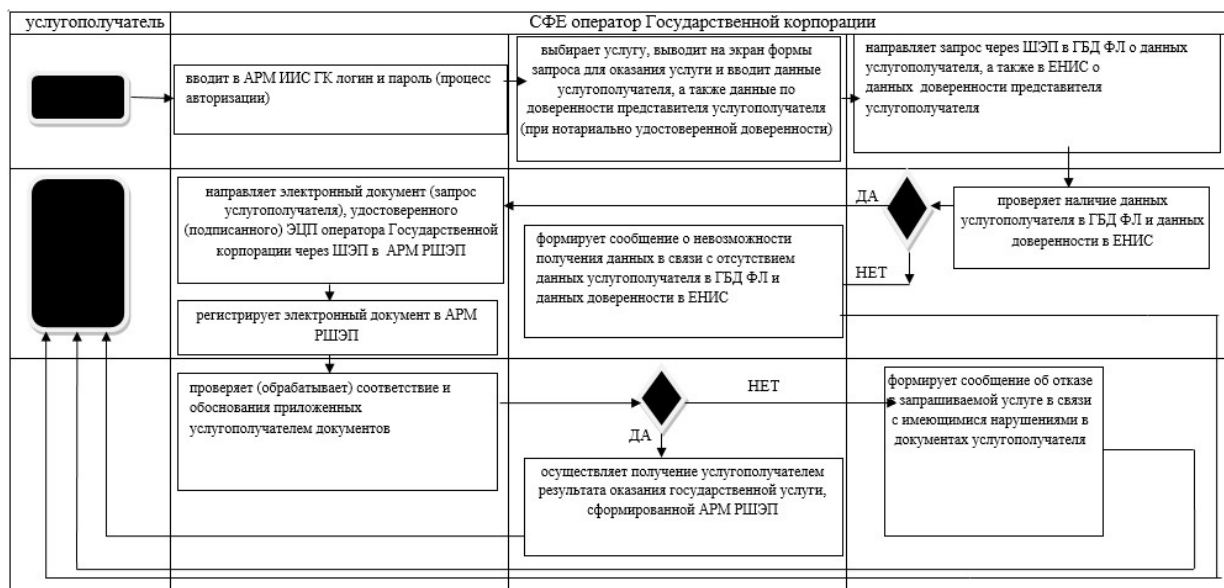 услугополучатель
СФЕ оператор Государственной корпорации
вводит в АРМ ИИС ГК логин и пароль (процесс
авторизации)
выбирает услугу, выводит на экран формы
запроса для оказания услуги и вводит данные
услугополучателя, а также данные по
доверенности представителя услугополучателя
(при нотариально удостоверенной доверенности)
направляет запрос через ШЭП в ГБД ФЛ о данных
услугополучателя, а также в ЕНИС о
данных доверенности представителя
услугополучателя
направляет электронный документ (запрос
услугополучателя), удостоверенного
(подписанного) ЭЦП оператора Государственной
корпорации через ШЭП в АРМ РШЭП
ДА
проверяет наличие данных
услугополучателя в ГБД ФЛ и данных
доверенности в ЕНИС
формирует сообщение о невозможности
получения данных в связи с отсутствием
данных услугополучателя в ГБД ФЛ и
данных доверенности в ЕНИС
НЕТ
регистрирует электронный документ в АРМ
РШЭП
проверяет (обрабатывает) соответствие и
обоснования приложенных
услугополучателем документов
НЕТ
ДА
формирует сообщение об отказе
в запрашиваемой услуге в связи
с имеющимися нарушениями в
документах услугополучателя
осуществляет получение услугополучателем
результата оказания государственной услуги,
сформированной АРМ РШЭП